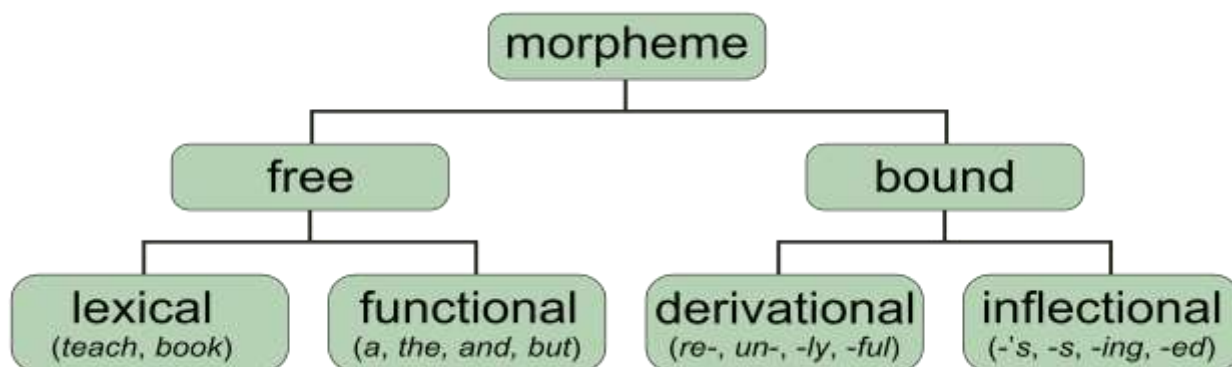 morpheme
free
bound
lexical
(teach, book)
functional
(a, the, and, but)
derivational
(re-, un-, -ly, -ful)
inflectional
(-'s, -s, -ing, -ed)